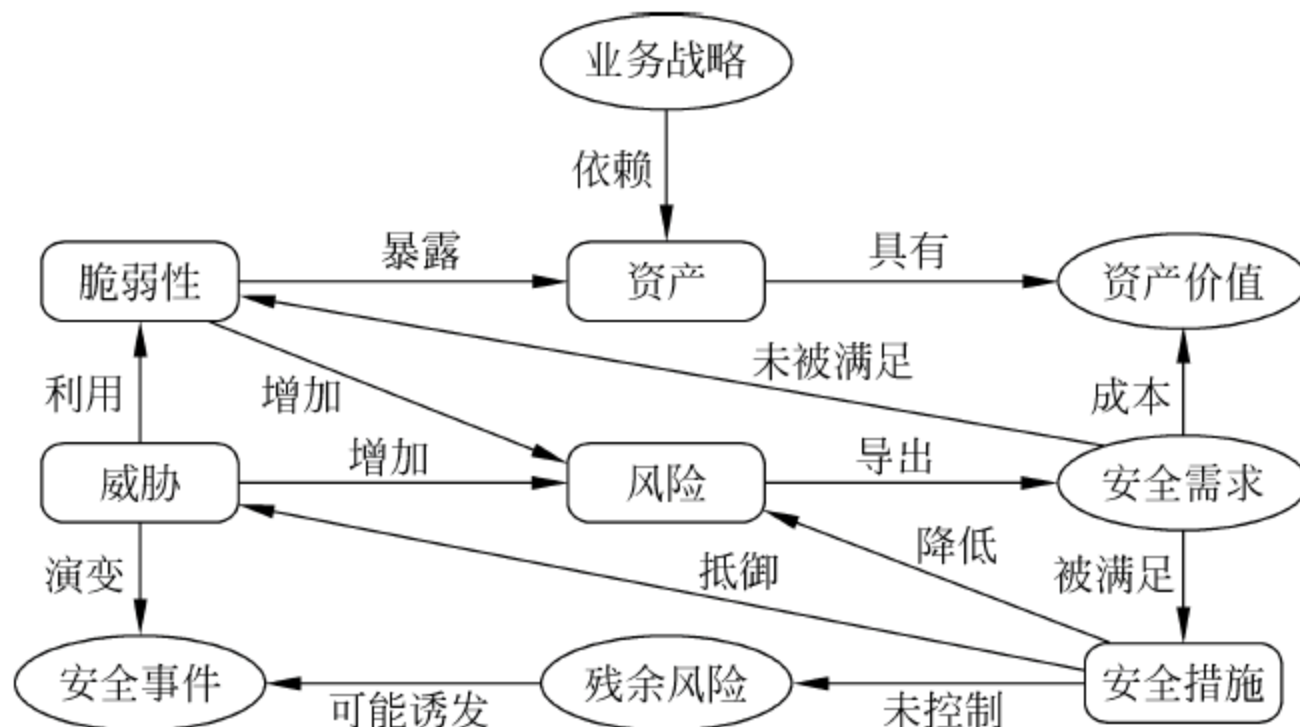 业务战略
依赖
脆弱性
暴露
资产
具有
资产价值
未被满足
利用
增加
成本
威胁
增加
风险
导出
安全需求
演变
抵御
降低
被满足
安全事件
可能诱发
残余风险
未控制
安全措施